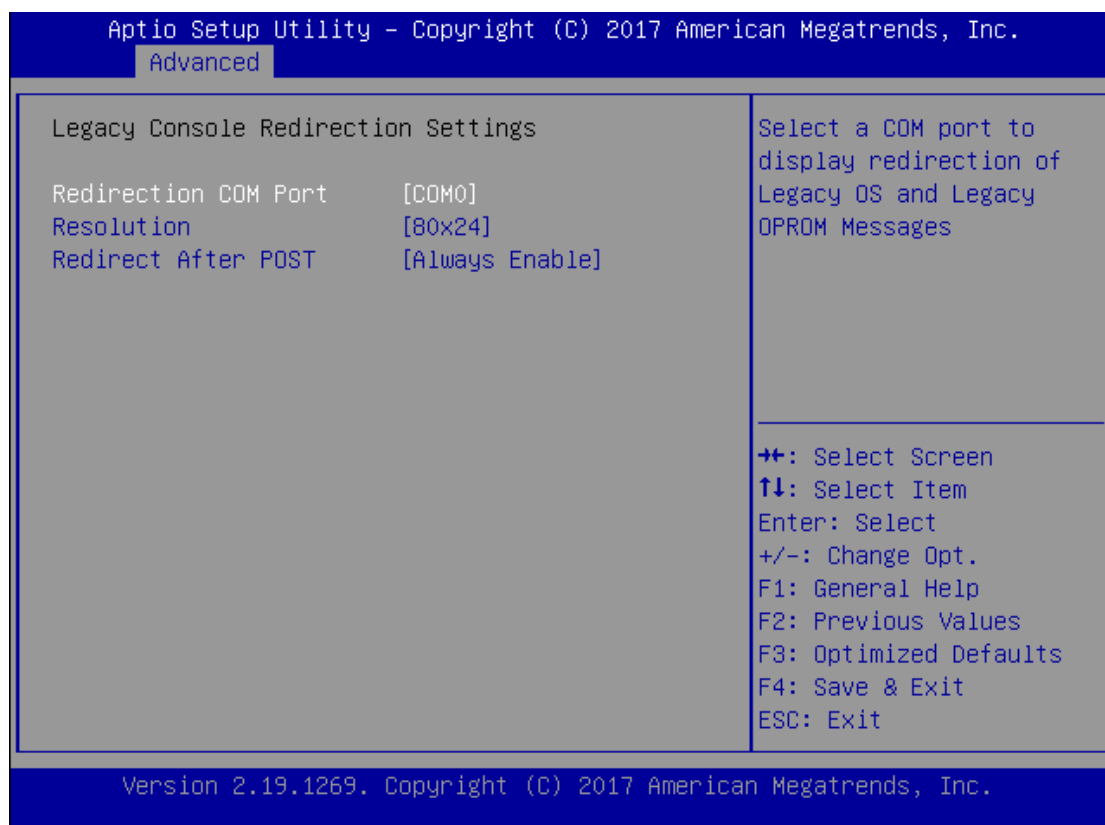 Aptio Setup Utility – Copyright (C) 2017 American Megatrends, Inc.
Advanced
Legacy Console Redirection Settings
Redirection COM Port [COM0]
Resolution [80x24]
Redirect After POST [Always Enable]
Select a COM port to
display redirection of
Legacy OS and Legacy
OPROM Messages
→←: Select Screen
↑↓: Select Item
Enter: Select
+/-: Change Opt.
F1: General Help
F2: Previous Values
F3: Optimized Defaults
F4: Save & Exit
ESC: Exit
Version 2.19.1269. Copyright (C) 2017 American Megatrends, Inc.